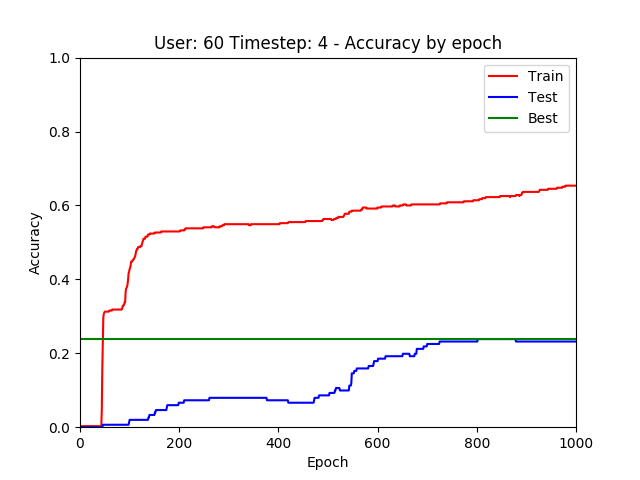 User: 60 Timestep: 4 - Accuracy by epoch
1.0
0.8
0.6
0.4
0.2
0.0
Accuracy
Train
Test
Best
0 200 400 600 800 1000
Epoch